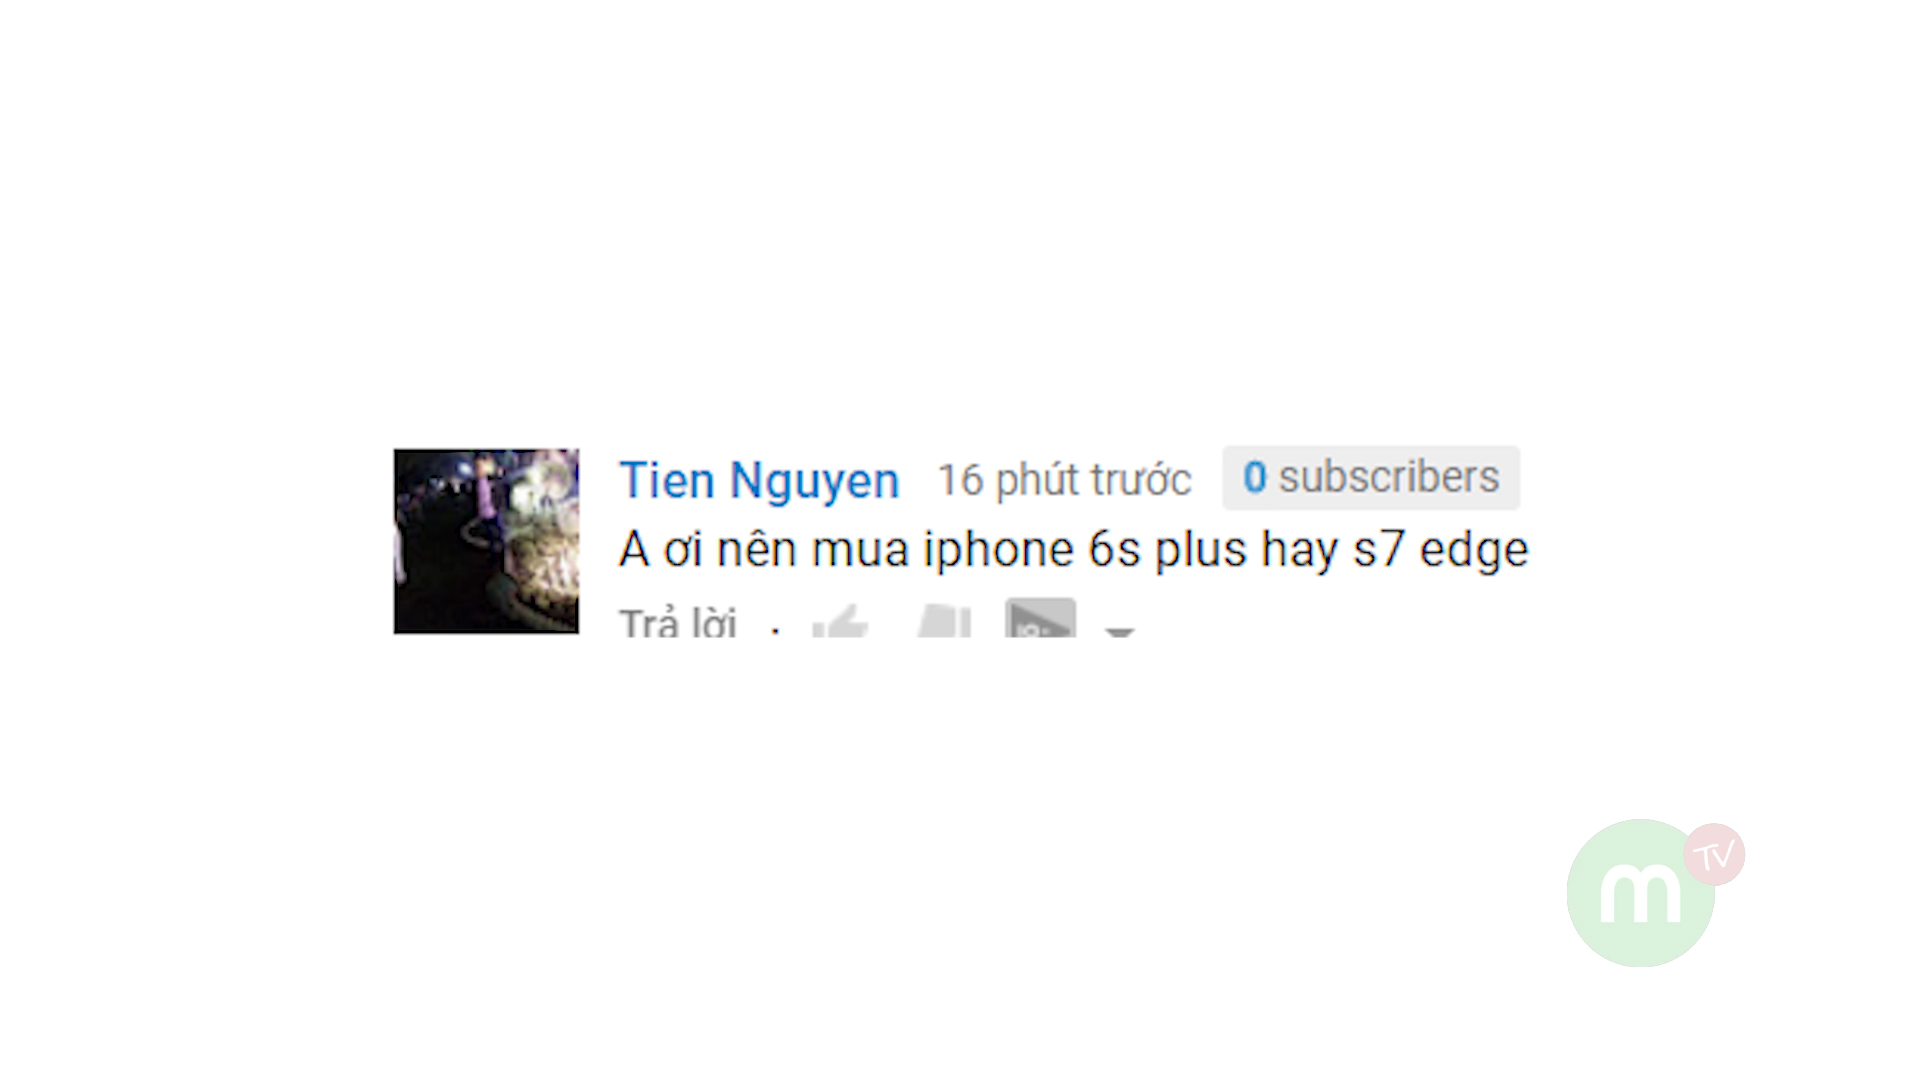 Tien Nguyen 16 phút trước 0 subscribers
A ơi nên mua iphone 6s plus hay s7 edge
Trả lời ·
m TV